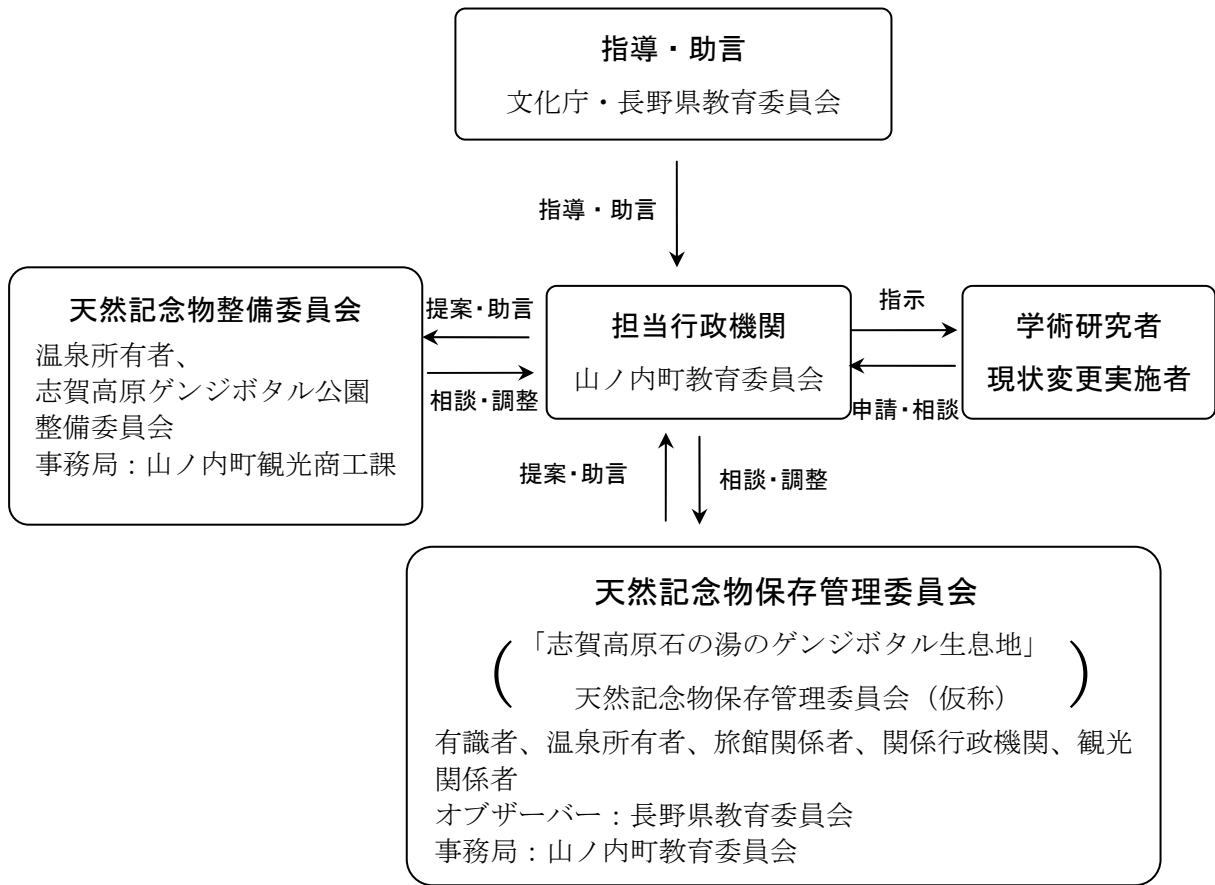 指導・助言
文化庁・長野県教育委員会
指導・助言
天然記念物整備委員会
温泉所有者、
志賀高原ゲンジボタル公園
整備委員会
事務局：山ノ内町観光商工課
提案・助言
相談・調整
担当行政機関
山ノ内町教育委員会
指示
申請・相談
学術研究者
現状変更実施者
提案・助言
相談・調整
天然記念物保存管理委員会
「志賀高原石の湯のゲンジボタル生息地」
天然記念物保存管理委員会（仮称）
有識者、温泉所有者、旅館関係者、関係行政機関、観光
関係者
オブザーバー：長野県教育委員会
事務局：山ノ内町教育委員会